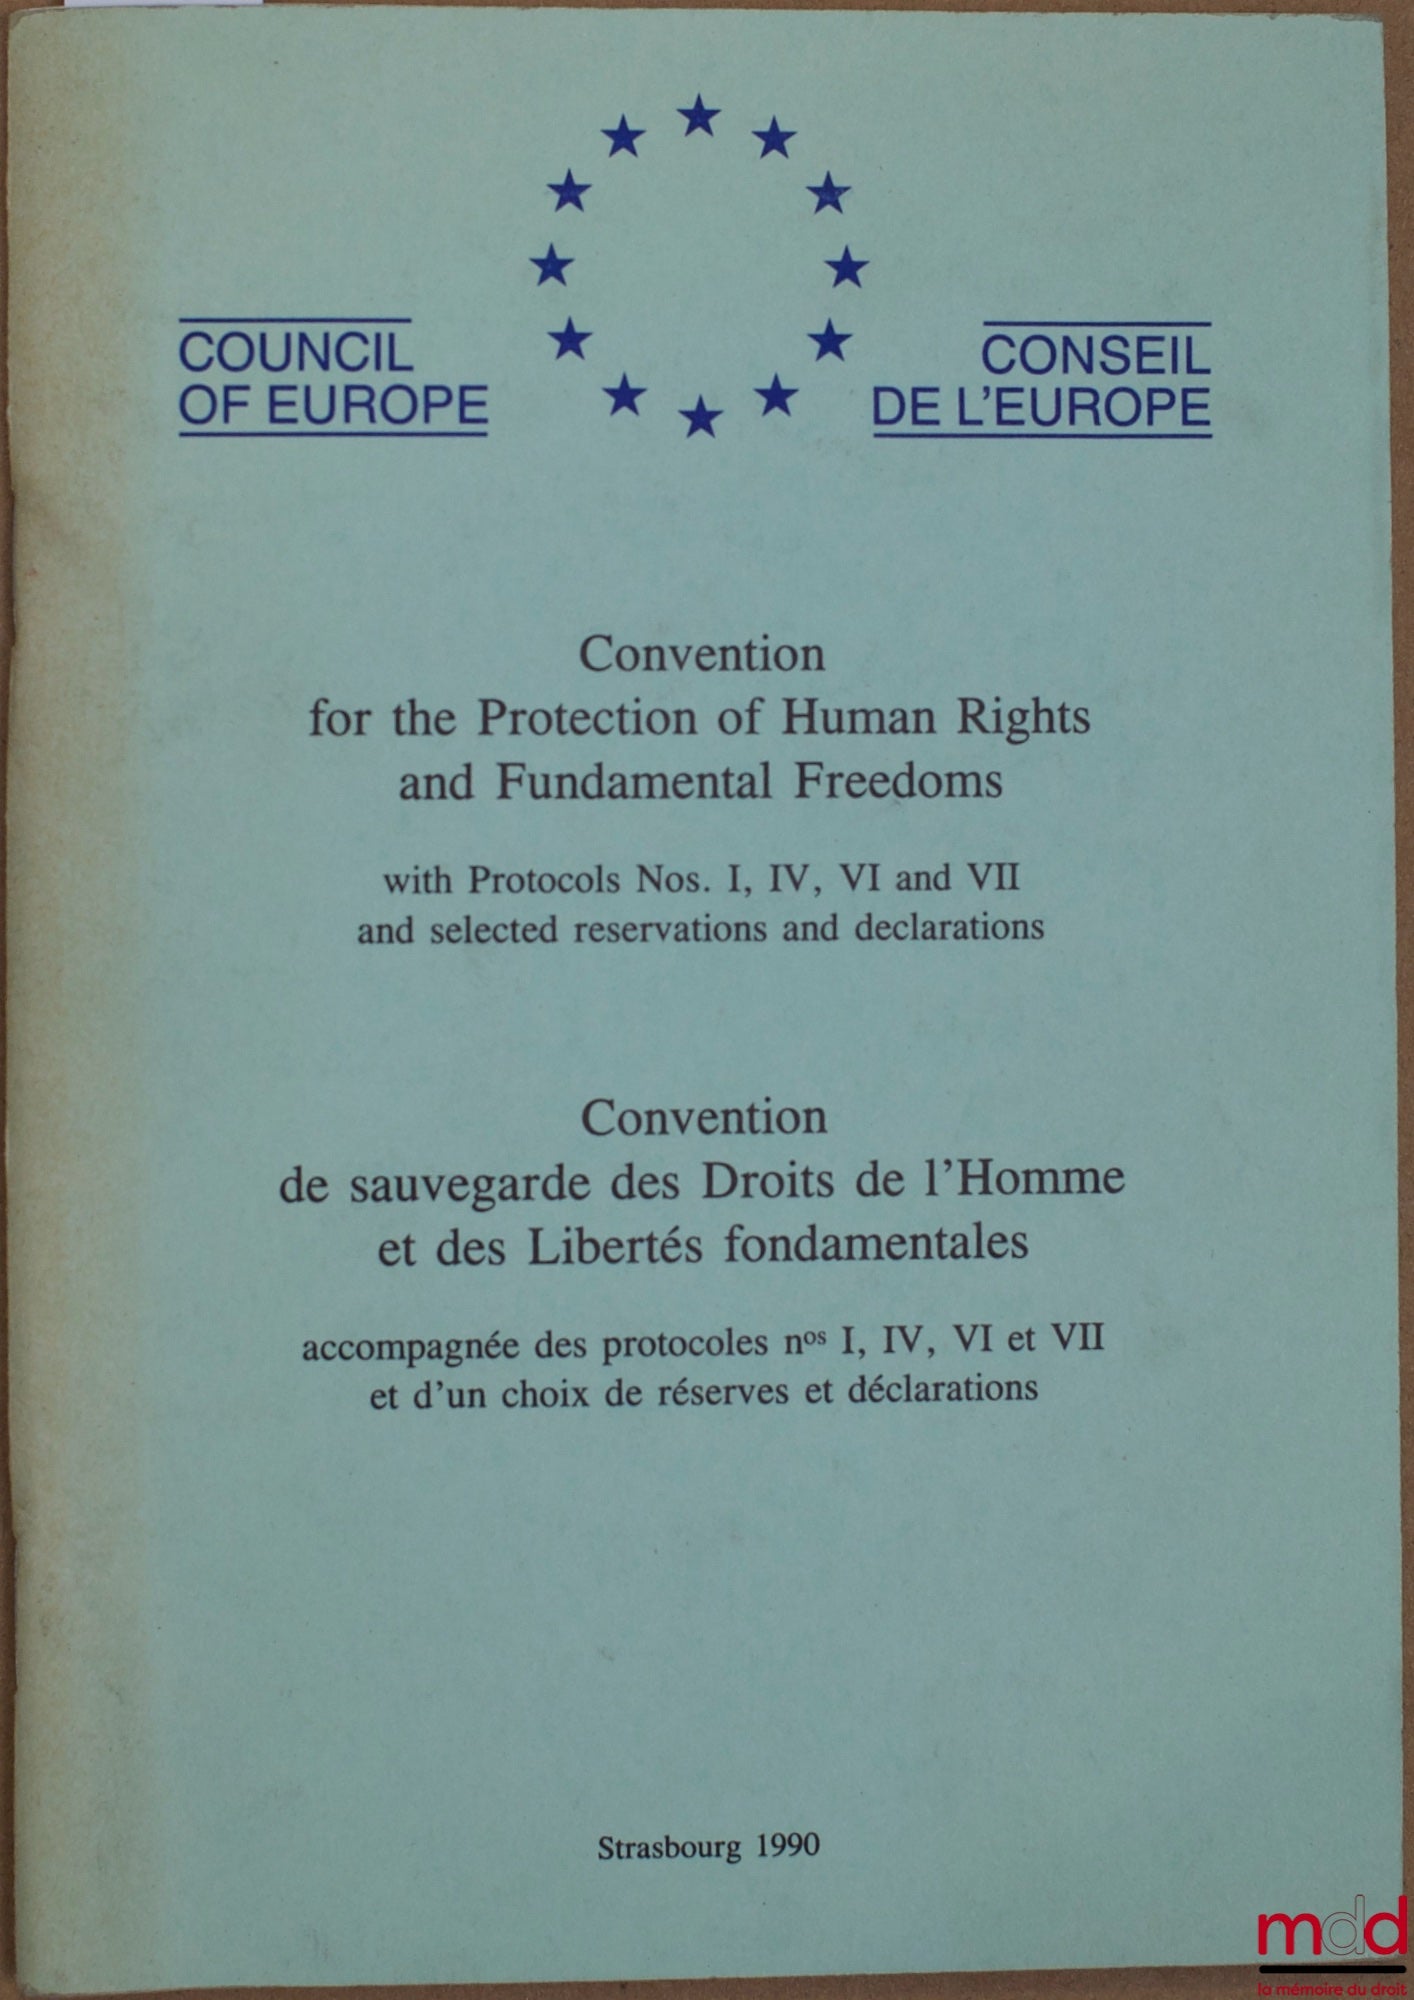 COUNCIL
OF EUROPE
CONSEIL
DE L'EUROPE
Convention
for the Protection of Human Rights
and Fundamental Freedoms
with Protocols Nos. I, IV, VI and VII
and selected reservations and declarations
Convention
de sauvegarde des Droits de l'Homme
et des Libertés fondamentales
accompagnée des protocoles nos I, IV, VI et VII
et d'un choix de réserves et déclarations
Strasbourg 1990
mdd
la mémoire du droit